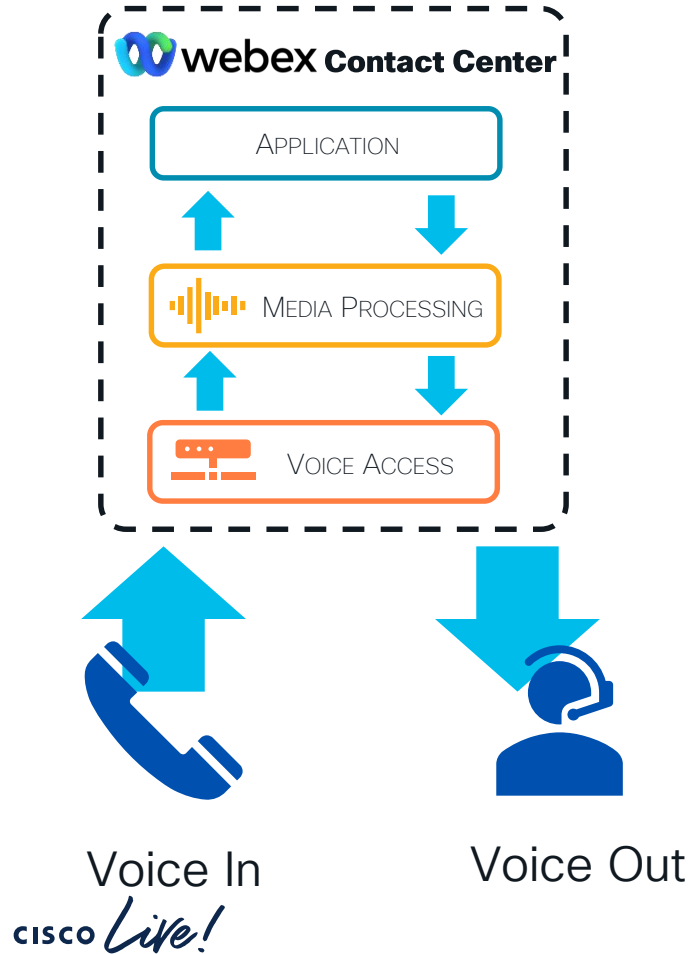 webex Contact Center
APPLICATION
MEDIA PROCESSING
VOICE ACCESS
Voice In
Voice Out
CISCO Live!